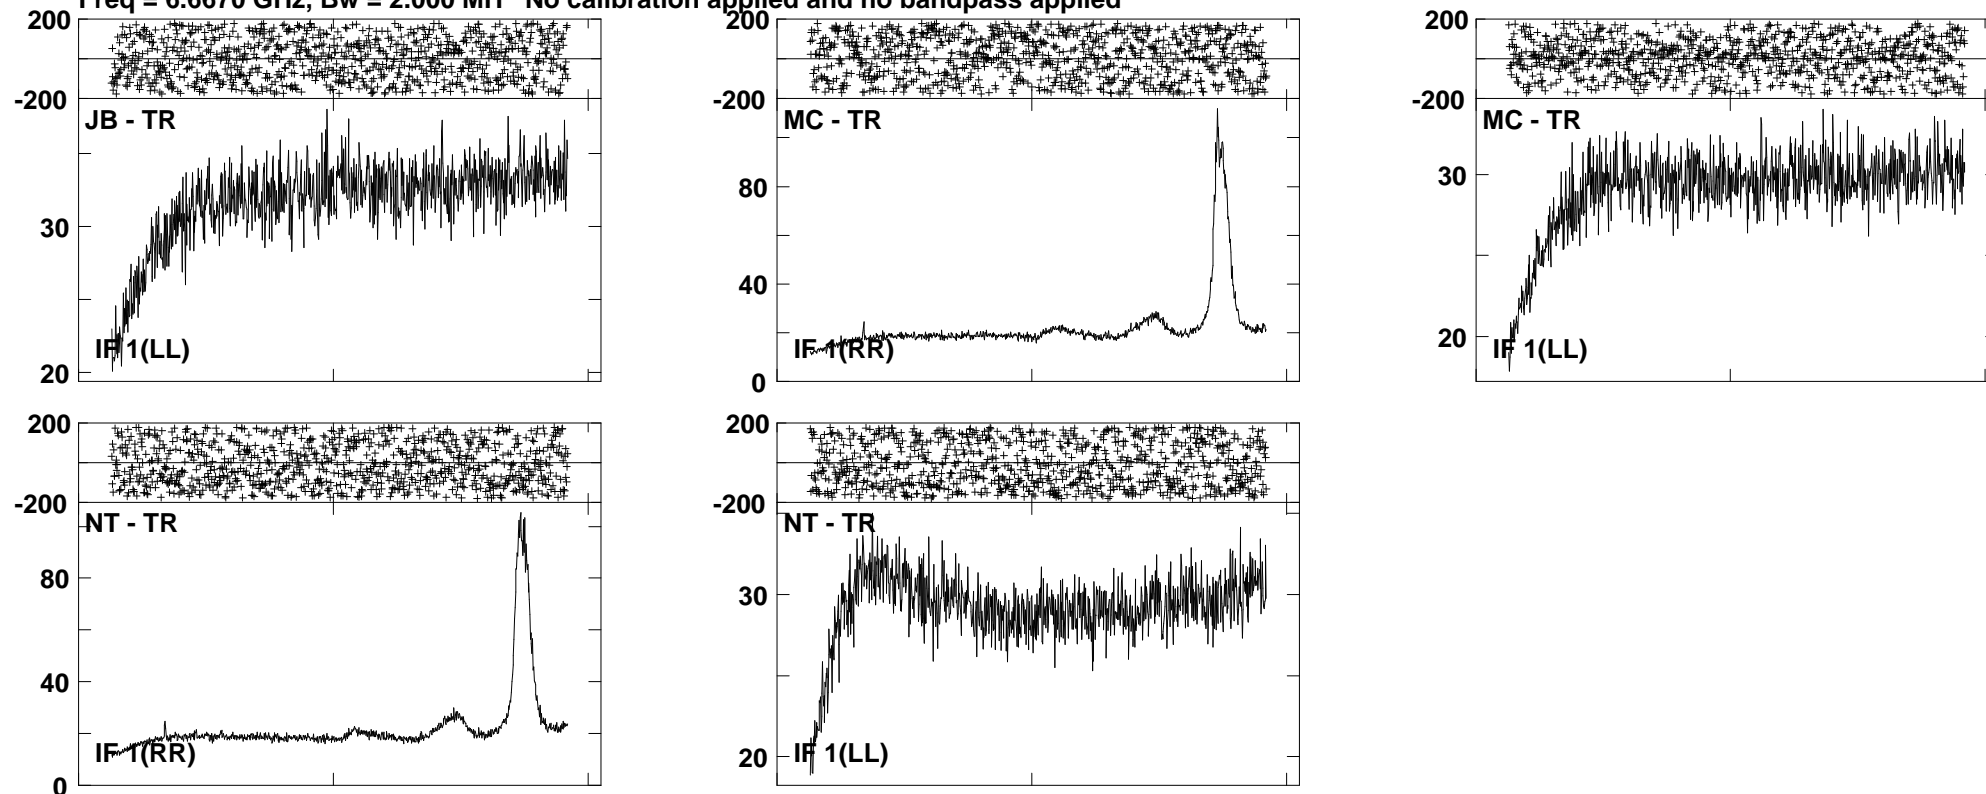 Freq = 6.6670 GHz, Bw = 2.000 MH No calibration applied and no bandpass applied
200
-200
JB - TR
30
20
IF 1(LL)
200
-200
MC - TR
80
40
0
IF 1(RR)
200
-200
MC - TR
30
20
IF 1(LL)
200
-200
NT - TR
80
40
0
IF 1(RR)
200
-200
NT - TR
30
20
IF 1(LL)